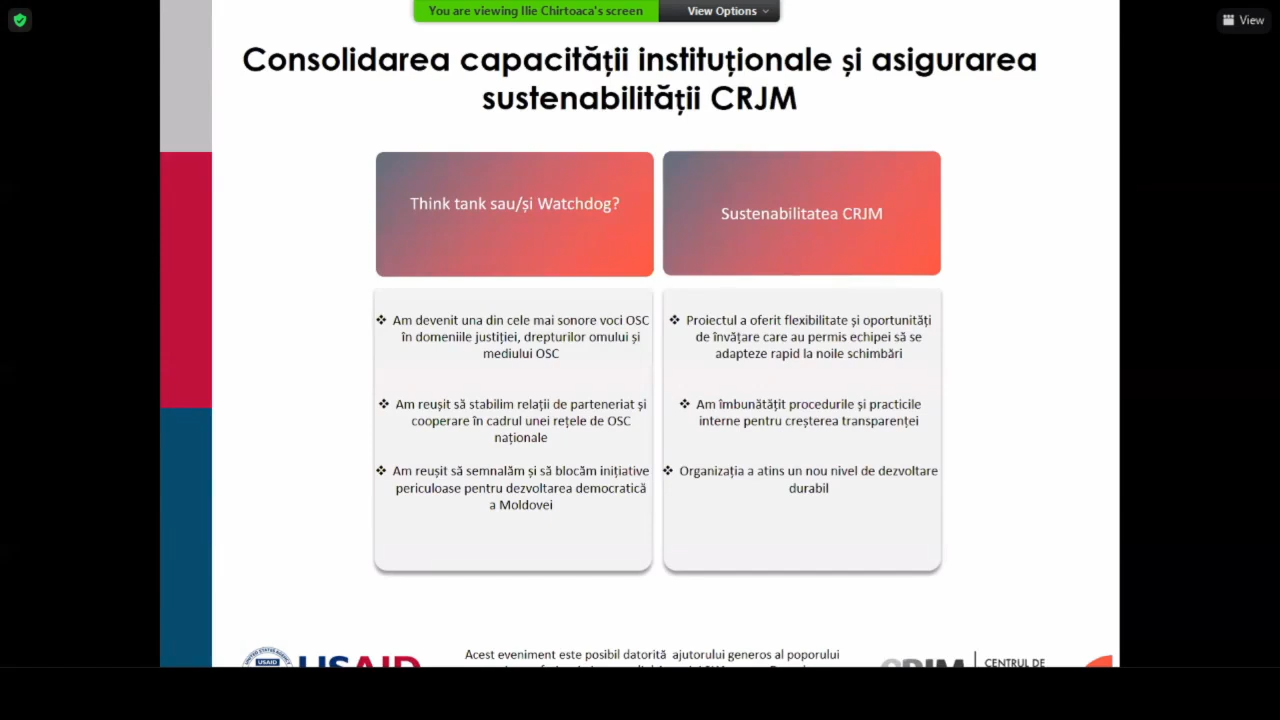 You are viewing Ilie Chirtoaca's screen
View Options
View
Consolidarea capacității instituționale și asigurarea
sustenabilității CRJM
Think tank sau/și Watchdog?
Sustenabilitatea CRJM
❖ Am devenit una din cele mai sonore voci OSC
în domeniile justiției, drepturilor omului și
mediului OSC
❖ Am reușit să stabilim relații de parteneriat și
cooperare în cadrul unei rețele de OSC
naționale
❖ Am reușit să semnalăm și să blocăm inițiative
periculoase pentru dezvoltarea democratică
a Moldovei
❖ Proiectul a oferit flexibilitate și oportunități
de învățare care au permis echipei să se
adapteze rapid la noile schimbări
❖ Am îmbunătățit procedurile și practicile
interne pentru creșterea transparenței
❖ Organizația a atins un nou nivel de dezvoltare
durabil
USAID
USAID
Acest eveniment este posibil datorită ajutorului generos al poporului
CRJM
CENTRUL DE